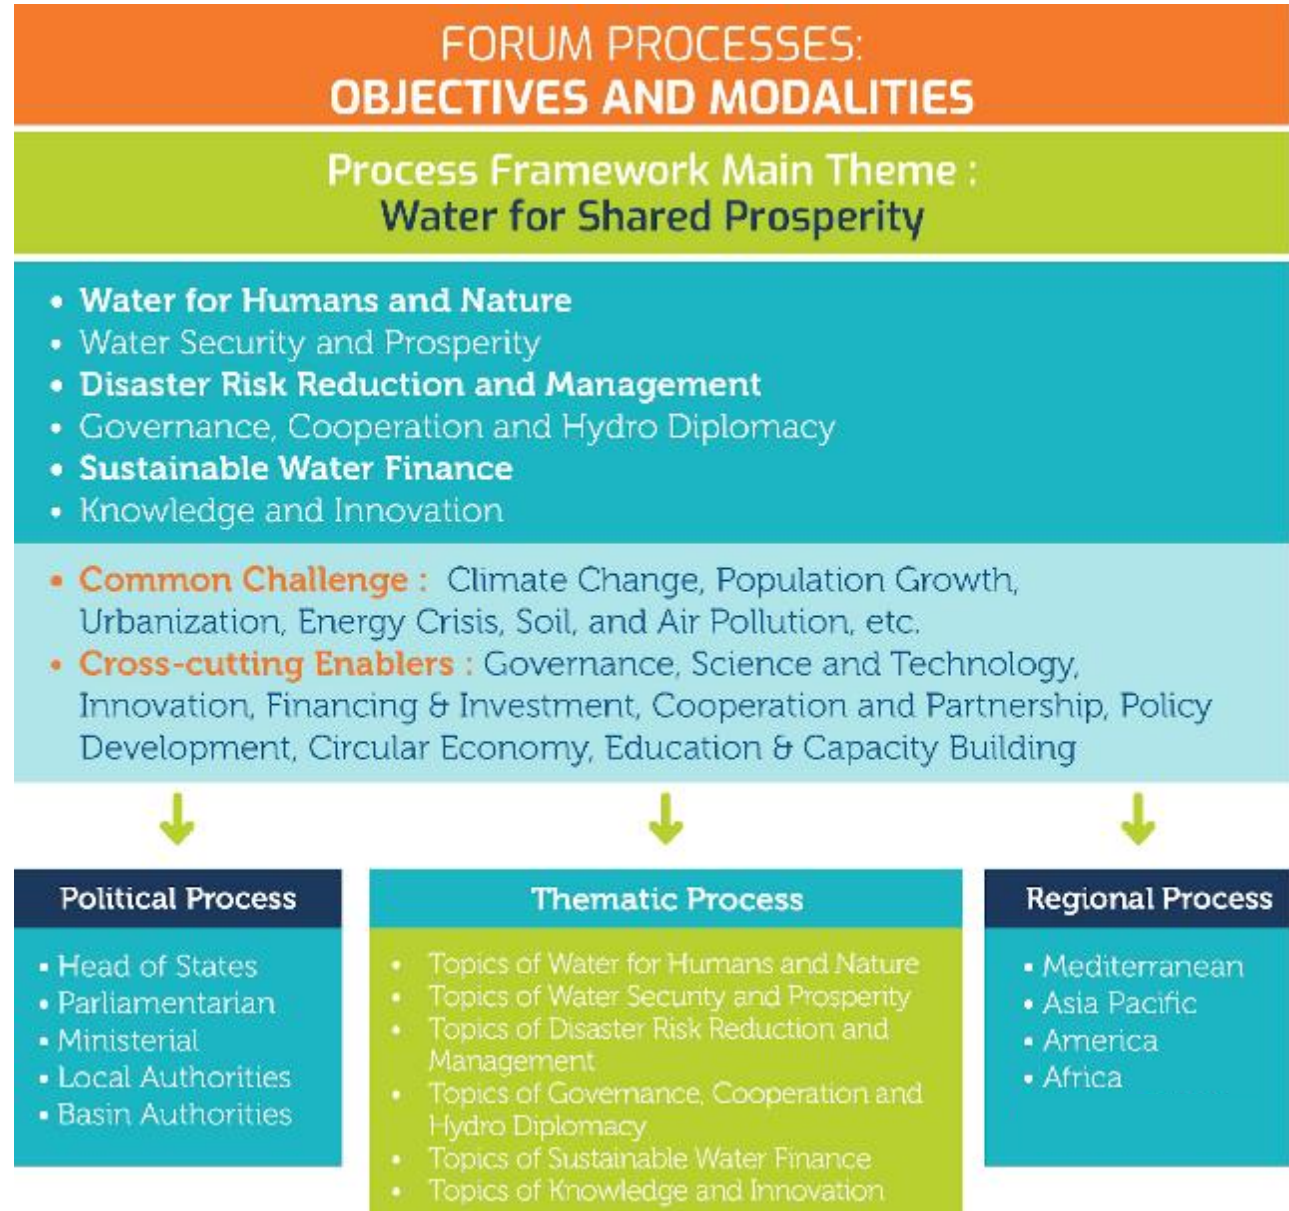 FORUM PROCESSES:
OBJECTIVES AND MODALITIES
Process Framework Main Theme :
Water for Shared Prosperity
• Water for Humans and Nature
• Water Security and Prosperity
• Disaster Risk Reduction and Management
• Governance, Cooperation and Hydro Diplomacy
• Sustainable Water Finance
• Knowledge and Innovation
• Common Challenge : Climate Change, Population Growth,
Urbanization, Energy Crisis, Soil, and Air Pollution, etc.
• Cross-cutting Enablers : Governance, Science and Technology,
Innovation, Financing & Investment, Cooperation and Partnership, Policy
Development, Circular Economy, Education & Capacity Building
Political Process
• Head of States
• Parliamentarian
• Ministerial
• Local Authorities
• Basin Authorities
Thematic Process
• Topics of Water for Humans and Nature
• Topics of Water Security and Prosperity
• Topics of Disaster Risk Reduction and
Management
• Topics of Governance, Cooperation and
Hydro Diplomacy
• Topics of Sustainable Water Finance
• Topics of Knowledge and Innovation
Regional Process
• Mediterranean
• Asia Pacific
• America
• Africa